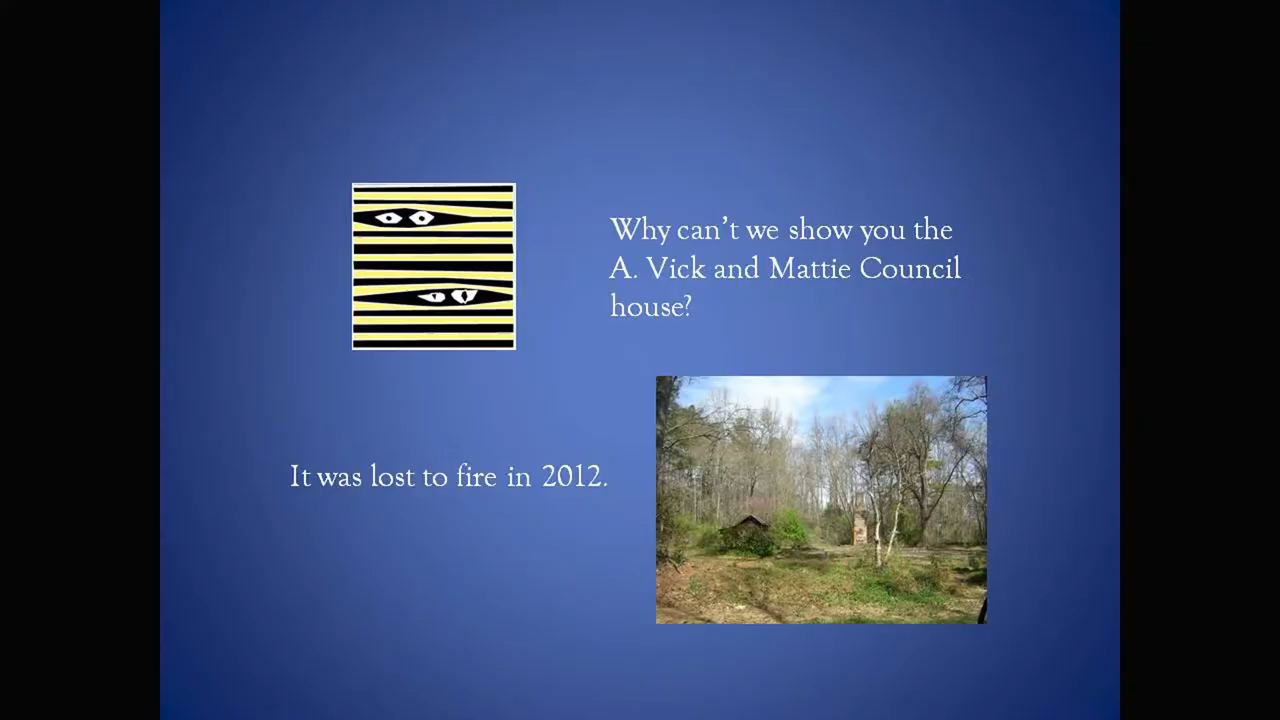 Why can't we show you the
A. Vick and Mattie Council
house?
It was lost to fire in 2012.